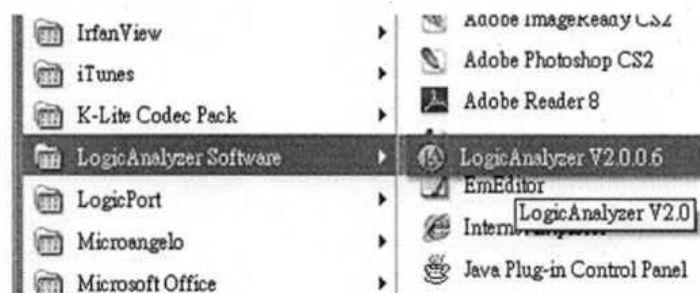 IrfanView
iTunes
K-Lite Codec Pack
LogicAnalyzer Software
LogicPort
Microangelo
Microsoft Office
Adobe ImageReady CS2
Adobe Photoshop CS2
Adobe Reader 8
LogicAnalyzer V2.0.0.6
EmEditor
LogicAnalyzer V2.0
Java Plug-in Control Panel